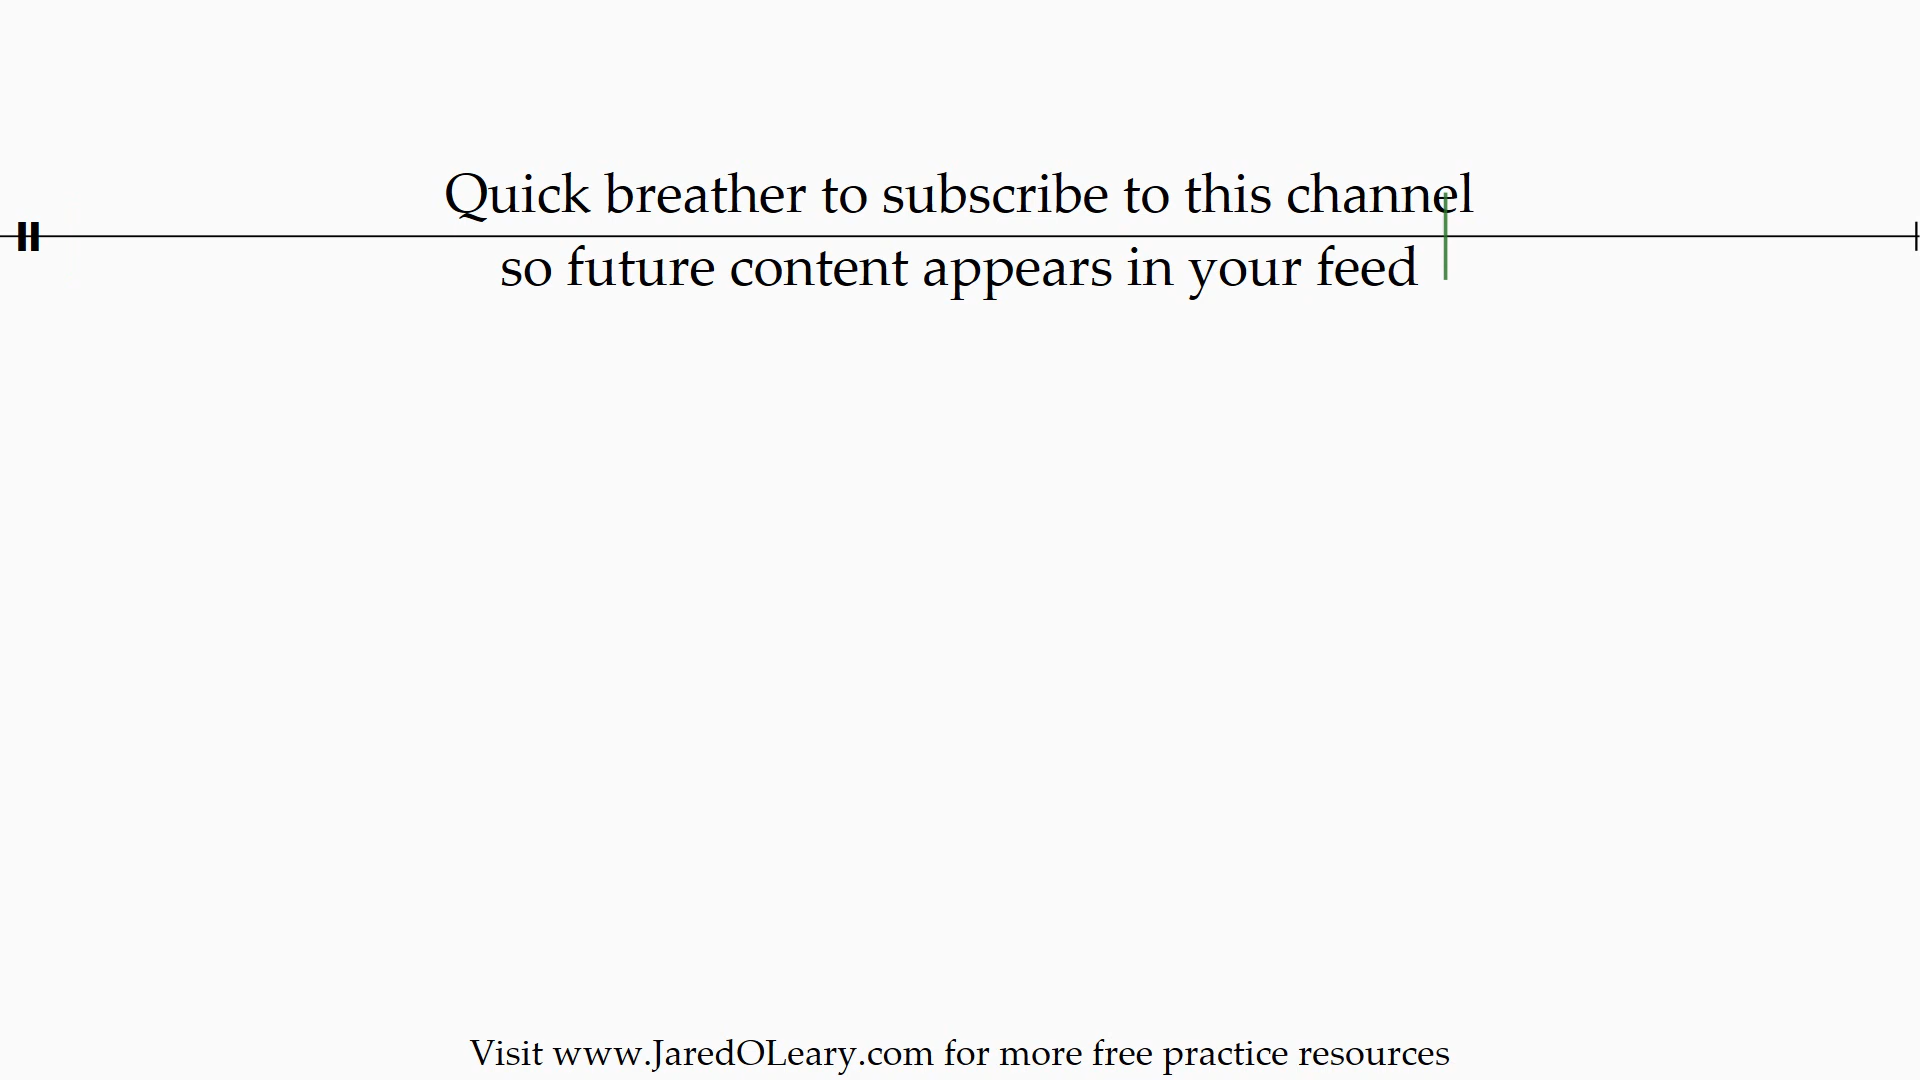 Quick breather to subscribe to this channel
so future content appears in your feed
Visit www.JaredOLeary.com for more free practice resources